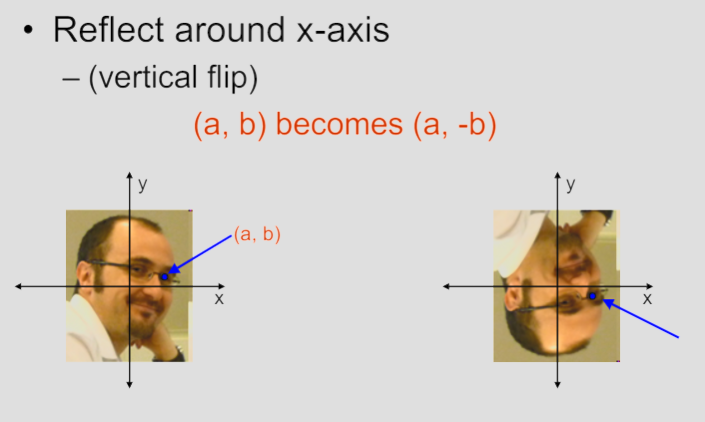 • Reflect around x-axis
– (vertical flip)
(a, b) becomes (a, -b)
y
y
(a, b)
x
x